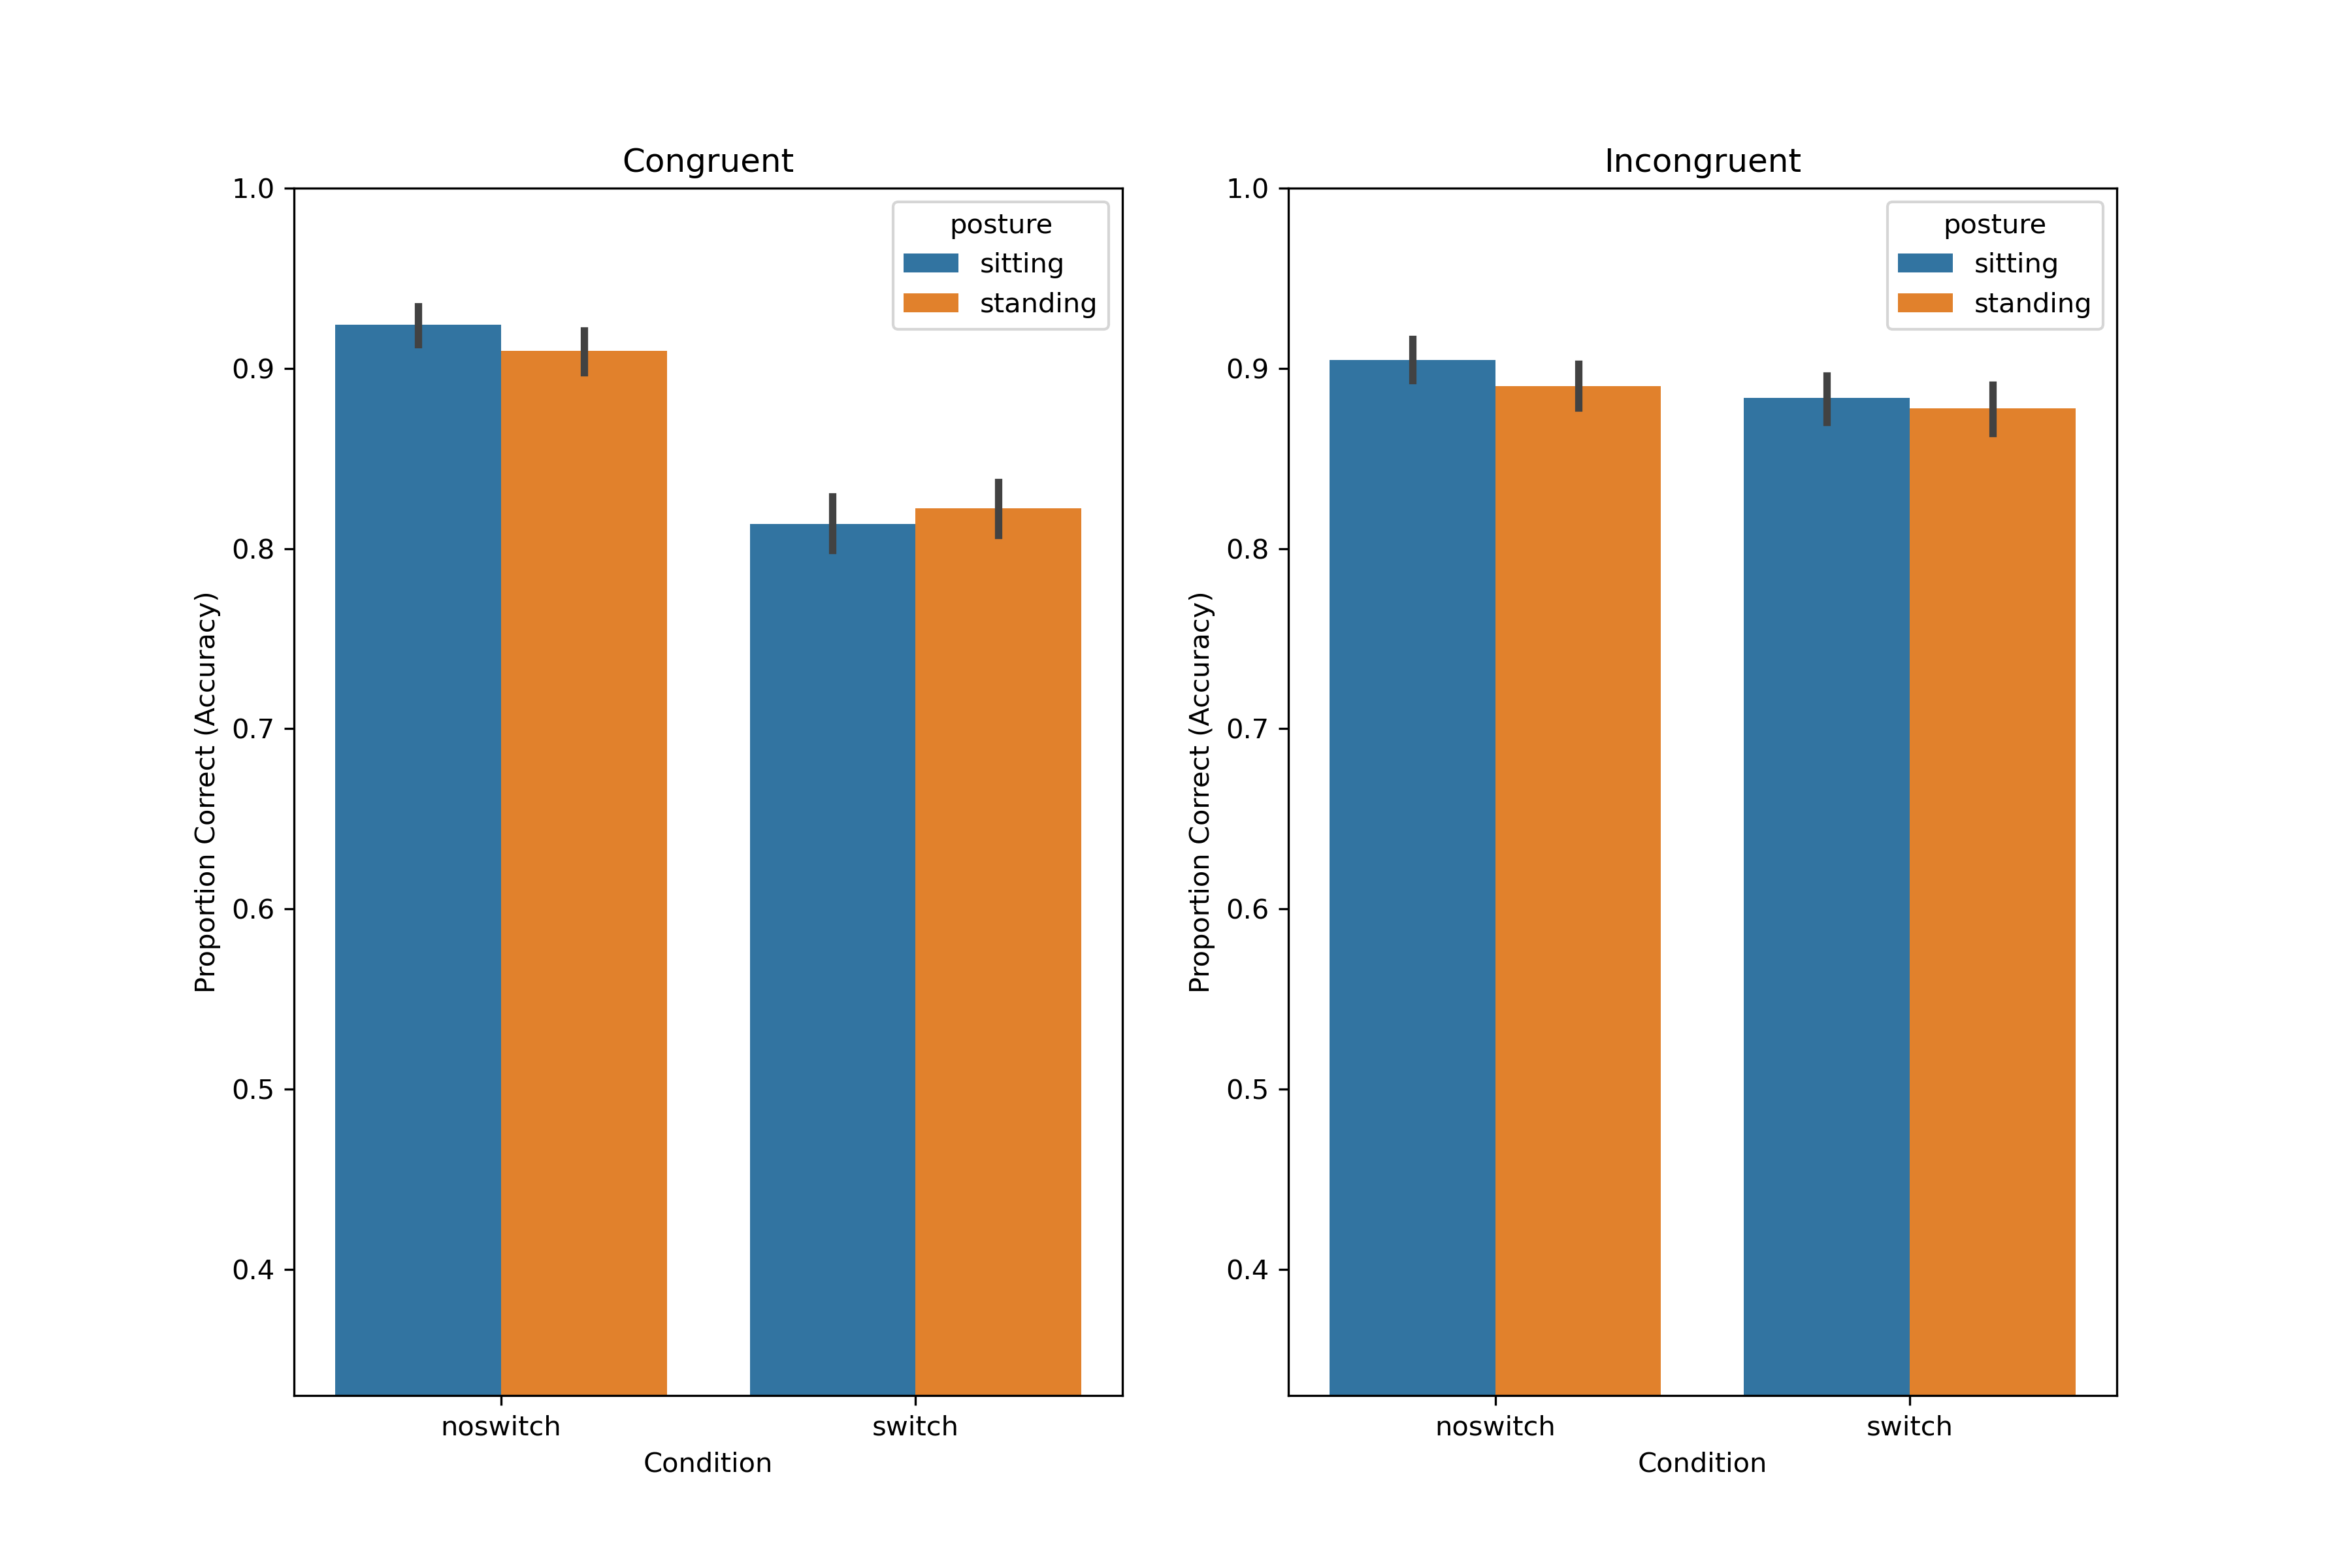 Congruent
1.0
0.9
0.8
0.7
0.6
0.5
0.4
Proportion Correct (Accuracy)
posture
sitting
standing
noswitch
switch
Condition
Incongruent
1.0
0.9
0.8
0.7
0.6
0.5
0.4
Proportion Correct (Accuracy)
posture
sitting
standing
noswitch
switch
Condition